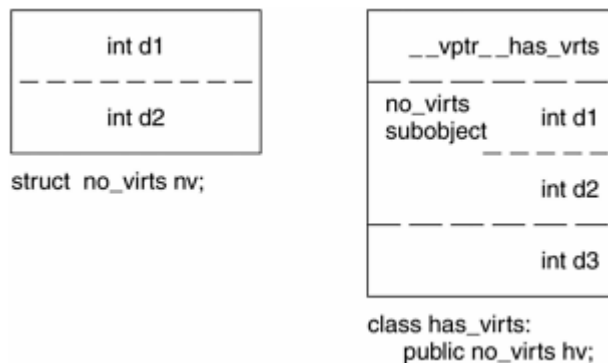 int d1
int d2
struct no_virts nv;
__vptr__has_vrts
no_virts
subobject
int d1
int d2
int d3
class has_virts:
public no_virts hv;